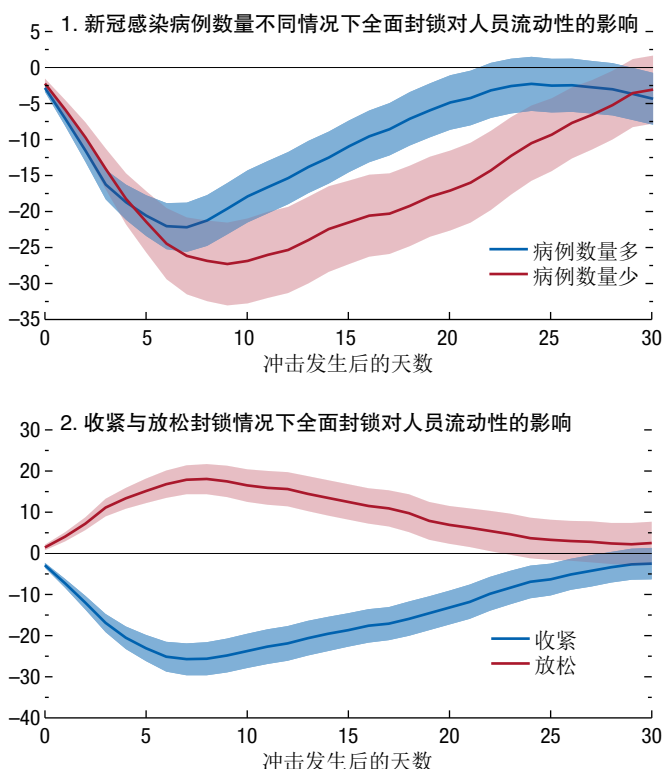 1. 新冠感染病例数量不同情况下全面封锁对人员流动性的影响
5
0
–5
–10
–15
–20
–25
–30
–35
病例数量多
病例数量少
0 5 10 15 20 25 30
冲击发生后的天数
2. 收紧与放松封锁情况下全面封锁对人员流动性的影响
30
20
10
0
–10
–20
–30
–40
收紧
放松
0 5 10 15 20 25 30
冲击发生后的天数